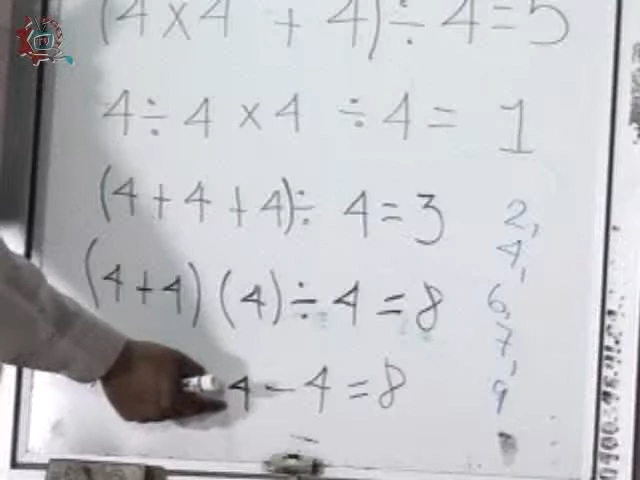 (4 × 4 + 4) ÷ 4 = 5
4 ÷ 4 × 4 ÷ 4 = 1
(4 + 4 + 4) ÷ 4 = 3
(4 + 4) (4) ÷ 4 = 8
4 - 4 = 8
2,
4,
6,
7,
9